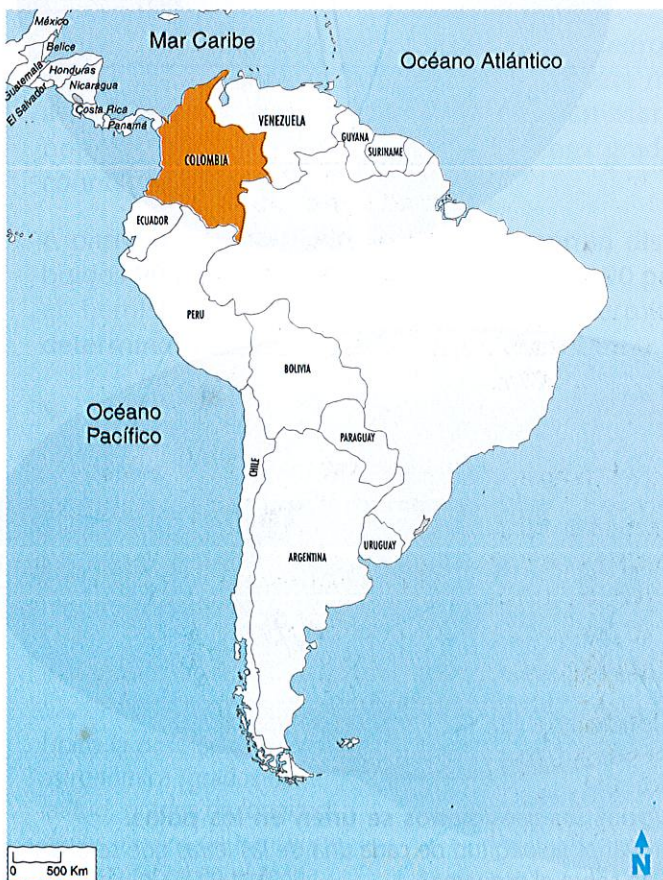 México
Mar Caribe
Océano Atlántico
Belice
Guatemala
Honduras
El Salvador
Nicaragua
Costa Rica
Panamá
VENEZUELA
GUYANA
SURINAME
COLOMBIA
ECUADOR
PERU
BOLIVIA
Océano
Pacífico
PARAGUAY
CHILE
URUGUAY
ARGENTINA
0 500 Km
N